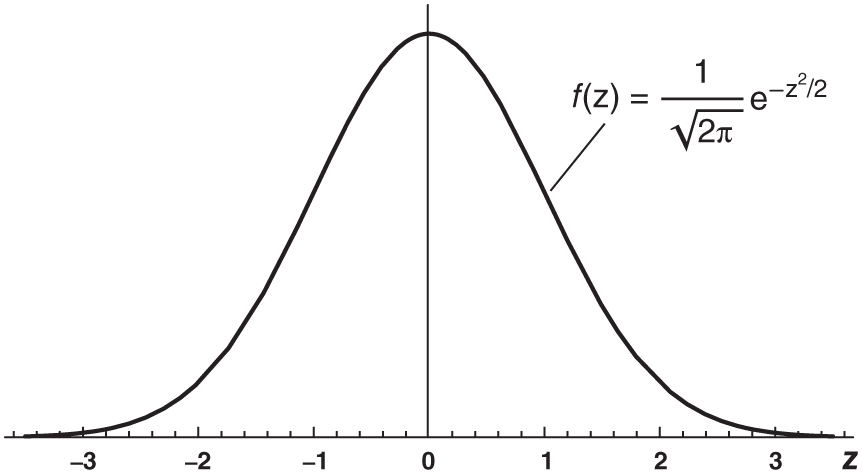 f(z) = 1/√2π e^−z²/2
−3 −2 −1 0 1 2 3 z